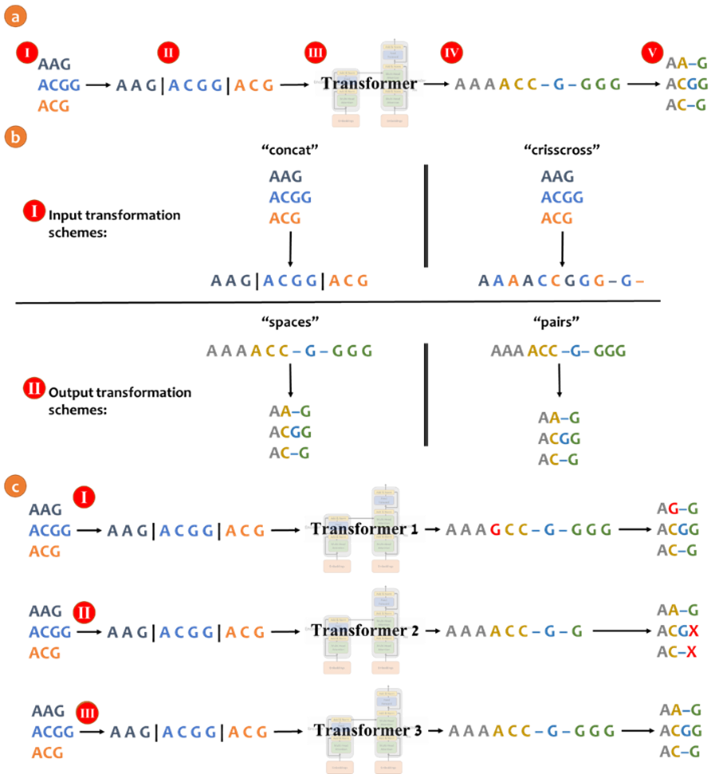 a
I II III IV V
AAG
ACGG
ACG
A A G | A C G G | A C G
Transformer
A A A A C C – G – G G G
A A – G
A C G G
A C – G
b
"concat" "crisscross"
AAG AAG
ACGG ACGG
ACG ACG
I Input transformation
schemes:
A A G | A C G G | A C G A A A A C C G G G – G –
"spaces" "pairs"
A A A A C C – G – G G G AAA ACC –G– GGG
II Output transformation
schemes:
AA–G AA–G
ACGG ACGG
AC–G AC–G
c
I
AAG
ACGG
ACG
A A G | A C G G | A C G
Transformer 1
A A A G C C – G – G G G
AG–G
ACGG
AC–G
II
AAG
ACGG
ACG
A A G | A C G G | A C G
Transformer 2
A A A A C C – G – G
AA–G
ACGX
AC–X
III
AAG
ACGG
ACG
A A G | A C G G | A C G
Transformer 3
A A A A C C – G – G G G
AA–G
ACGG
AC–G